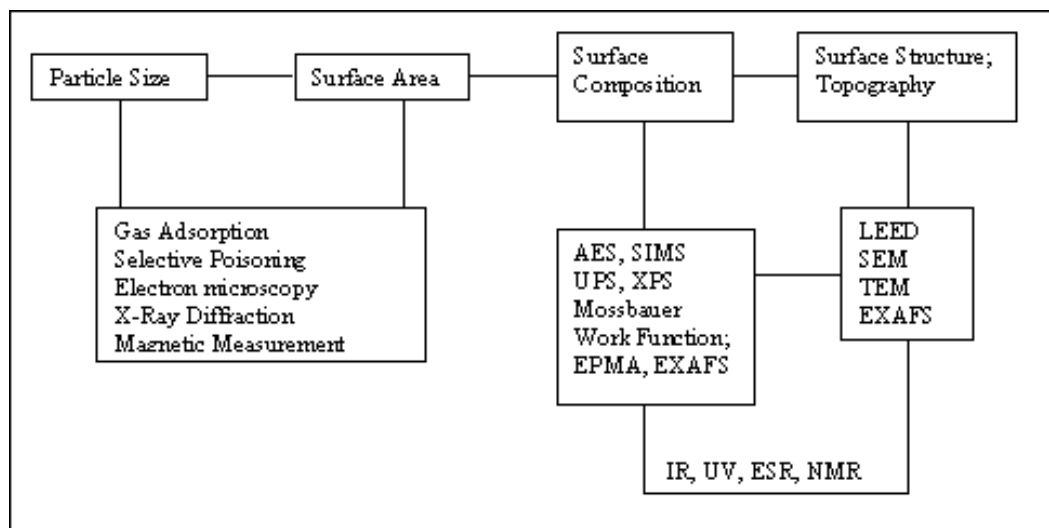 Particle Size
Surface Area
Surface
Composition
Surface Structure;
Topography
Gas Adsorption
Selective Poisoning
Electron microscopy
X-Ray Diffraction
Magnetic Measurement
AES, SIMS
UPS, XPS
Mossbauer
Work Function;
EPMA, EXAFS
LEED
SEM
TEM
EXAFS
IR, UV, ESR, NMR